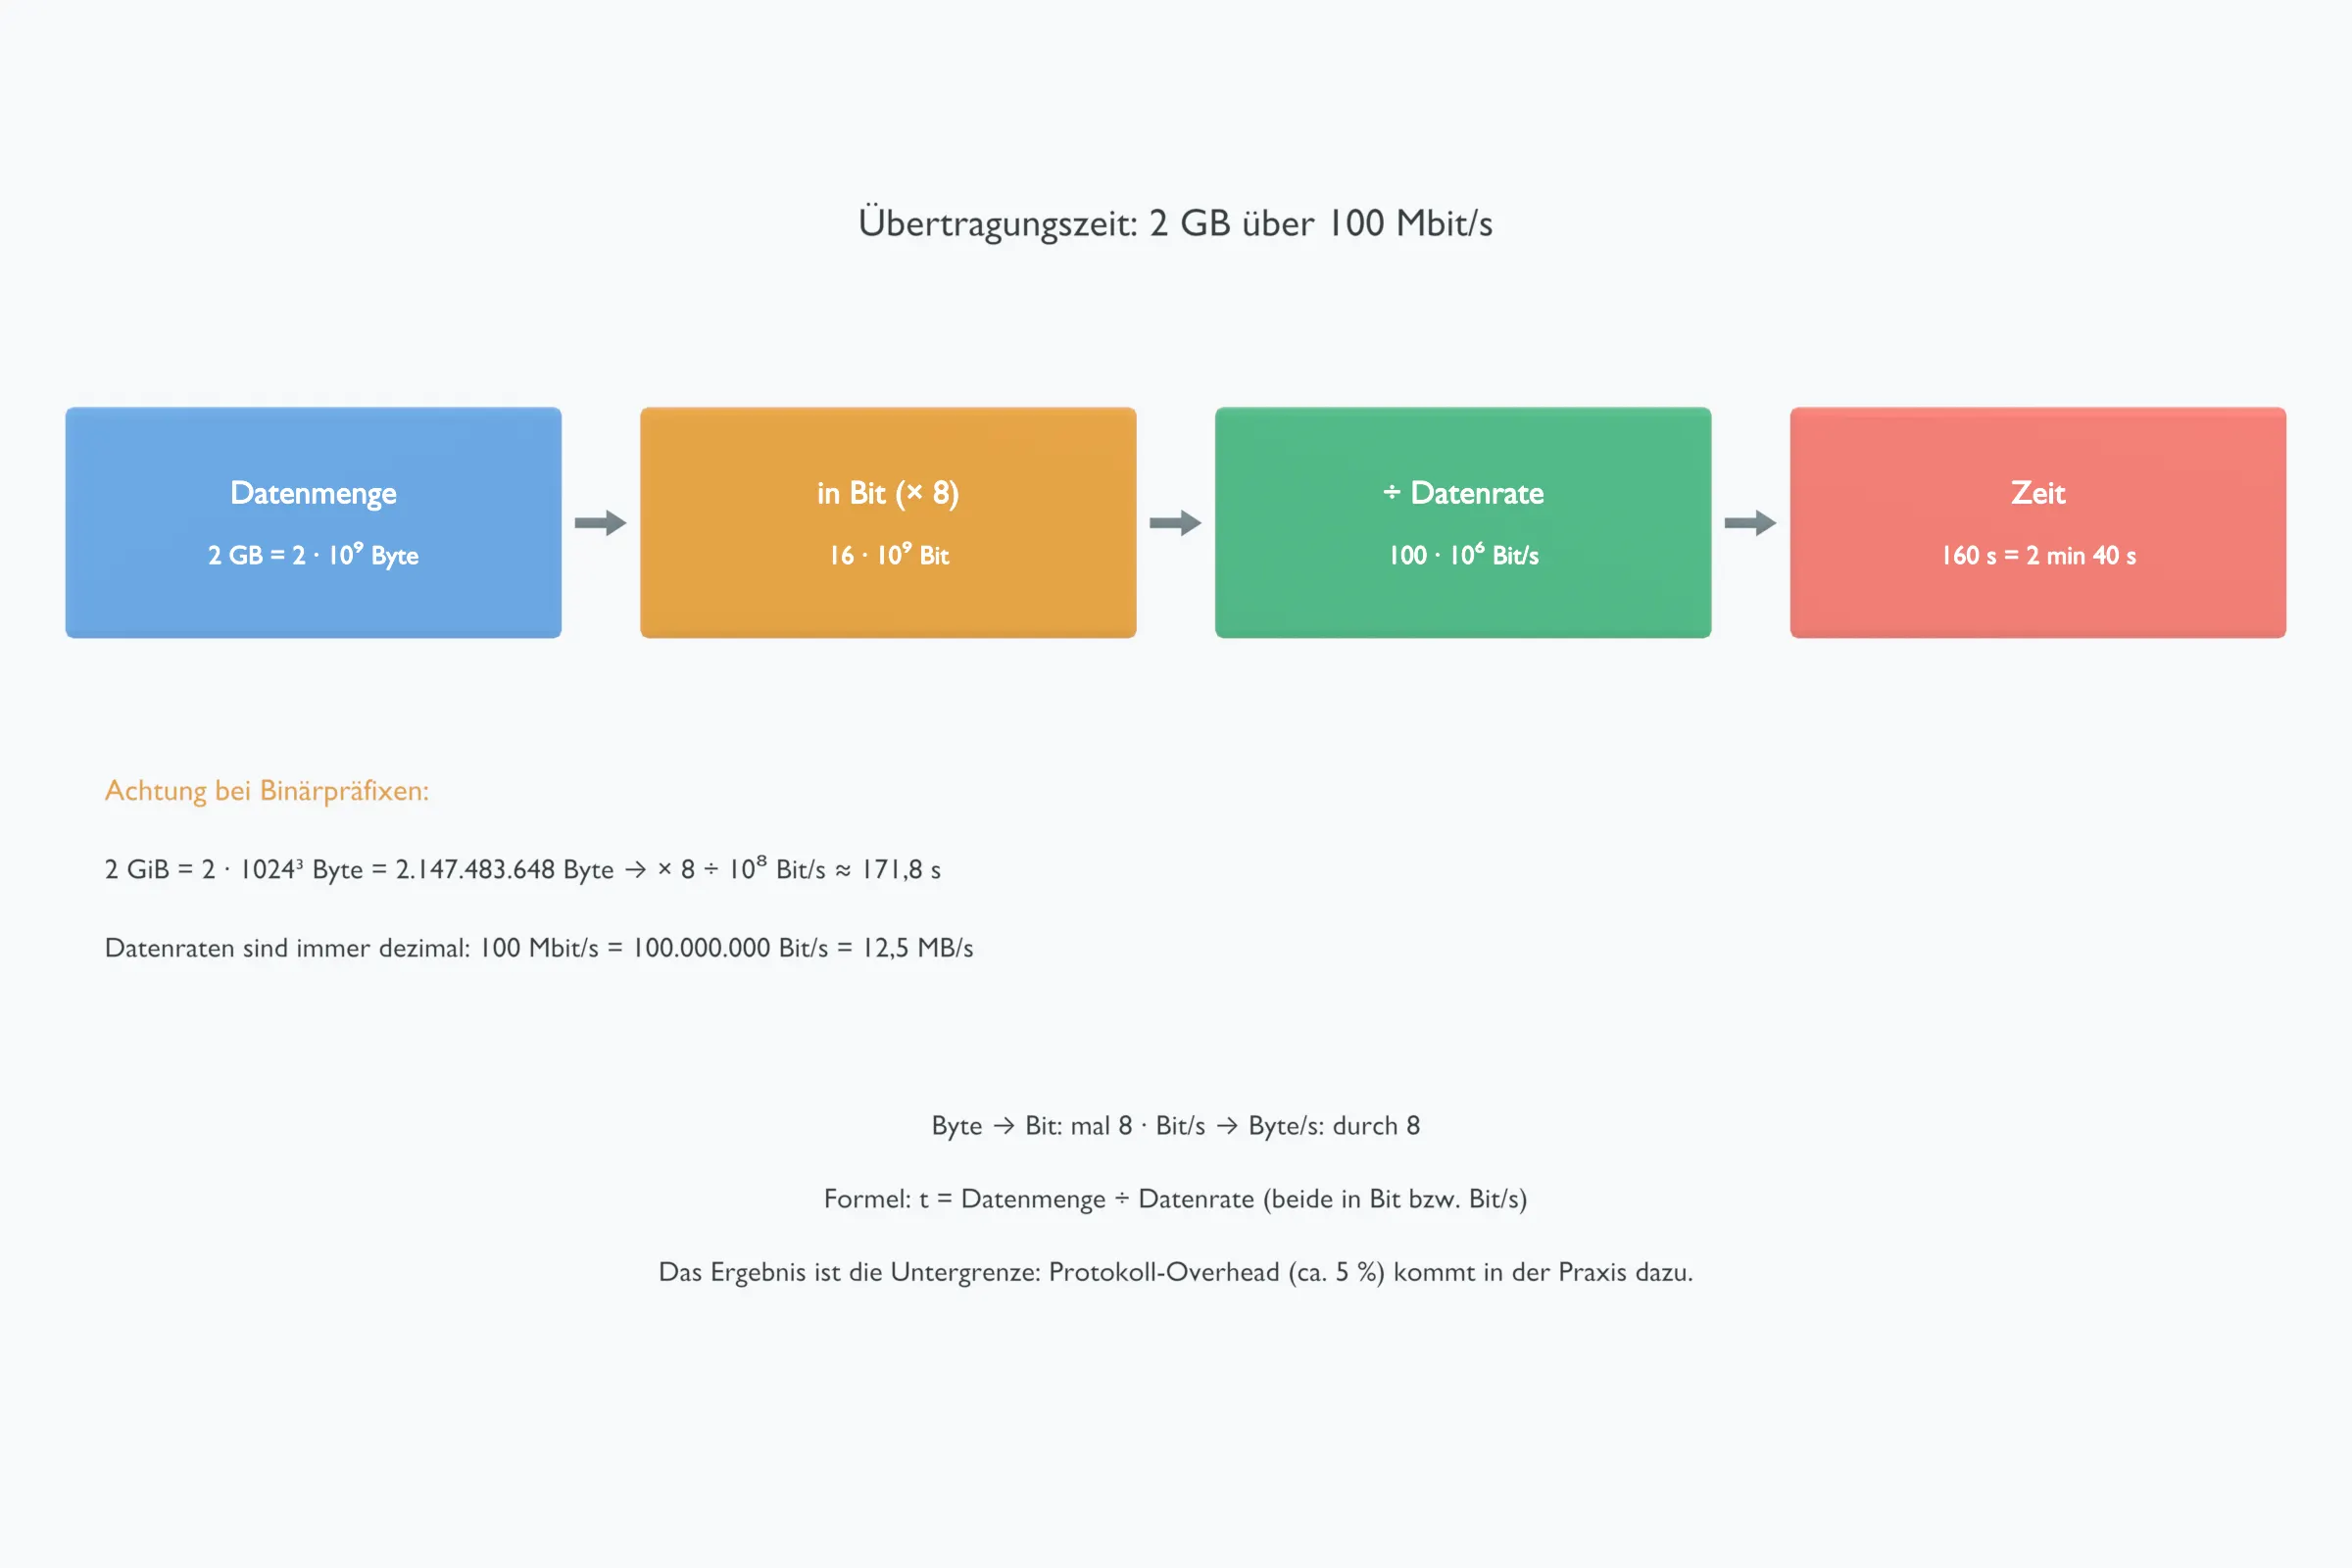 Übertragungszeit: 2 GB über 100 Mbit/s
Datenmenge
2 GB = 2 · 10⁹ Byte
in Bit (× 8)
16 · 10⁹ Bit
÷ Datenrate
100 · 10⁶ Bit/s
Zeit
160 s = 2 min 40 s
Achtung bei Binärpräfixen:
2 GiB = 2 · 1024³ Byte = 2.147.483.648 Byte → × 8 ÷ 10⁸ Bit/s ≈ 171,8 s
Datenraten sind immer dezimal: 100 Mbit/s = 100.000.000 Bit/s = 12,5 MB/s
Byte → Bit: mal 8 · Bit/s → Byte/s: durch 8
Formel: t = Datenmenge ÷ Datenrate (beide in Bit bzw. Bit/s)
Das Ergebnis ist die Untergrenze: Protokoll-Overhead (ca. 5 %) kommt in der Praxis dazu.